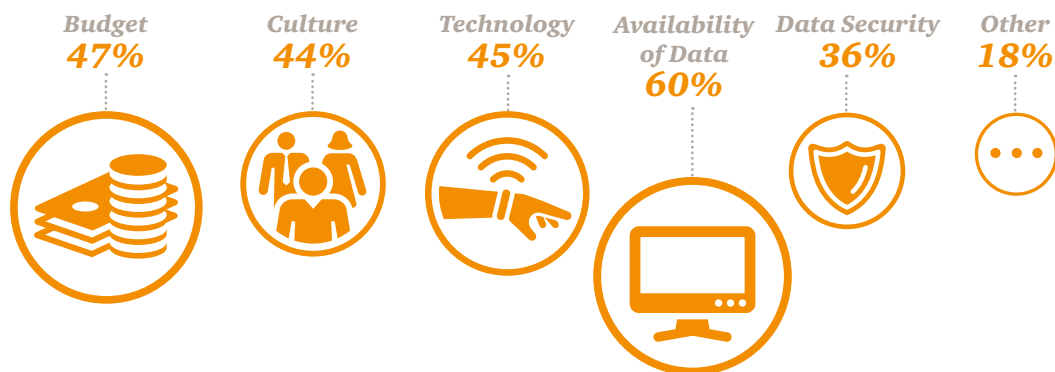 Budget
47%
Culture
44%
Technology
45%
Availability
of Data
60%
Data Security
36%
Other
18%